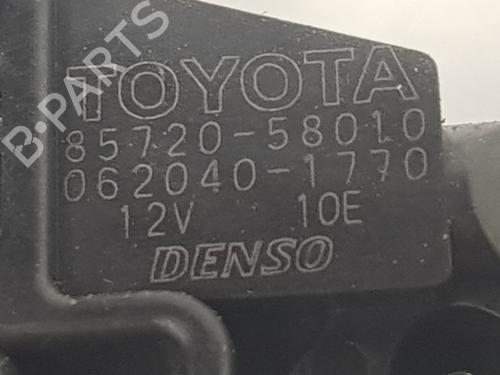 TOYOTA
85720-58010
062040-1770
12V 10E
DENSO
B-PARTS